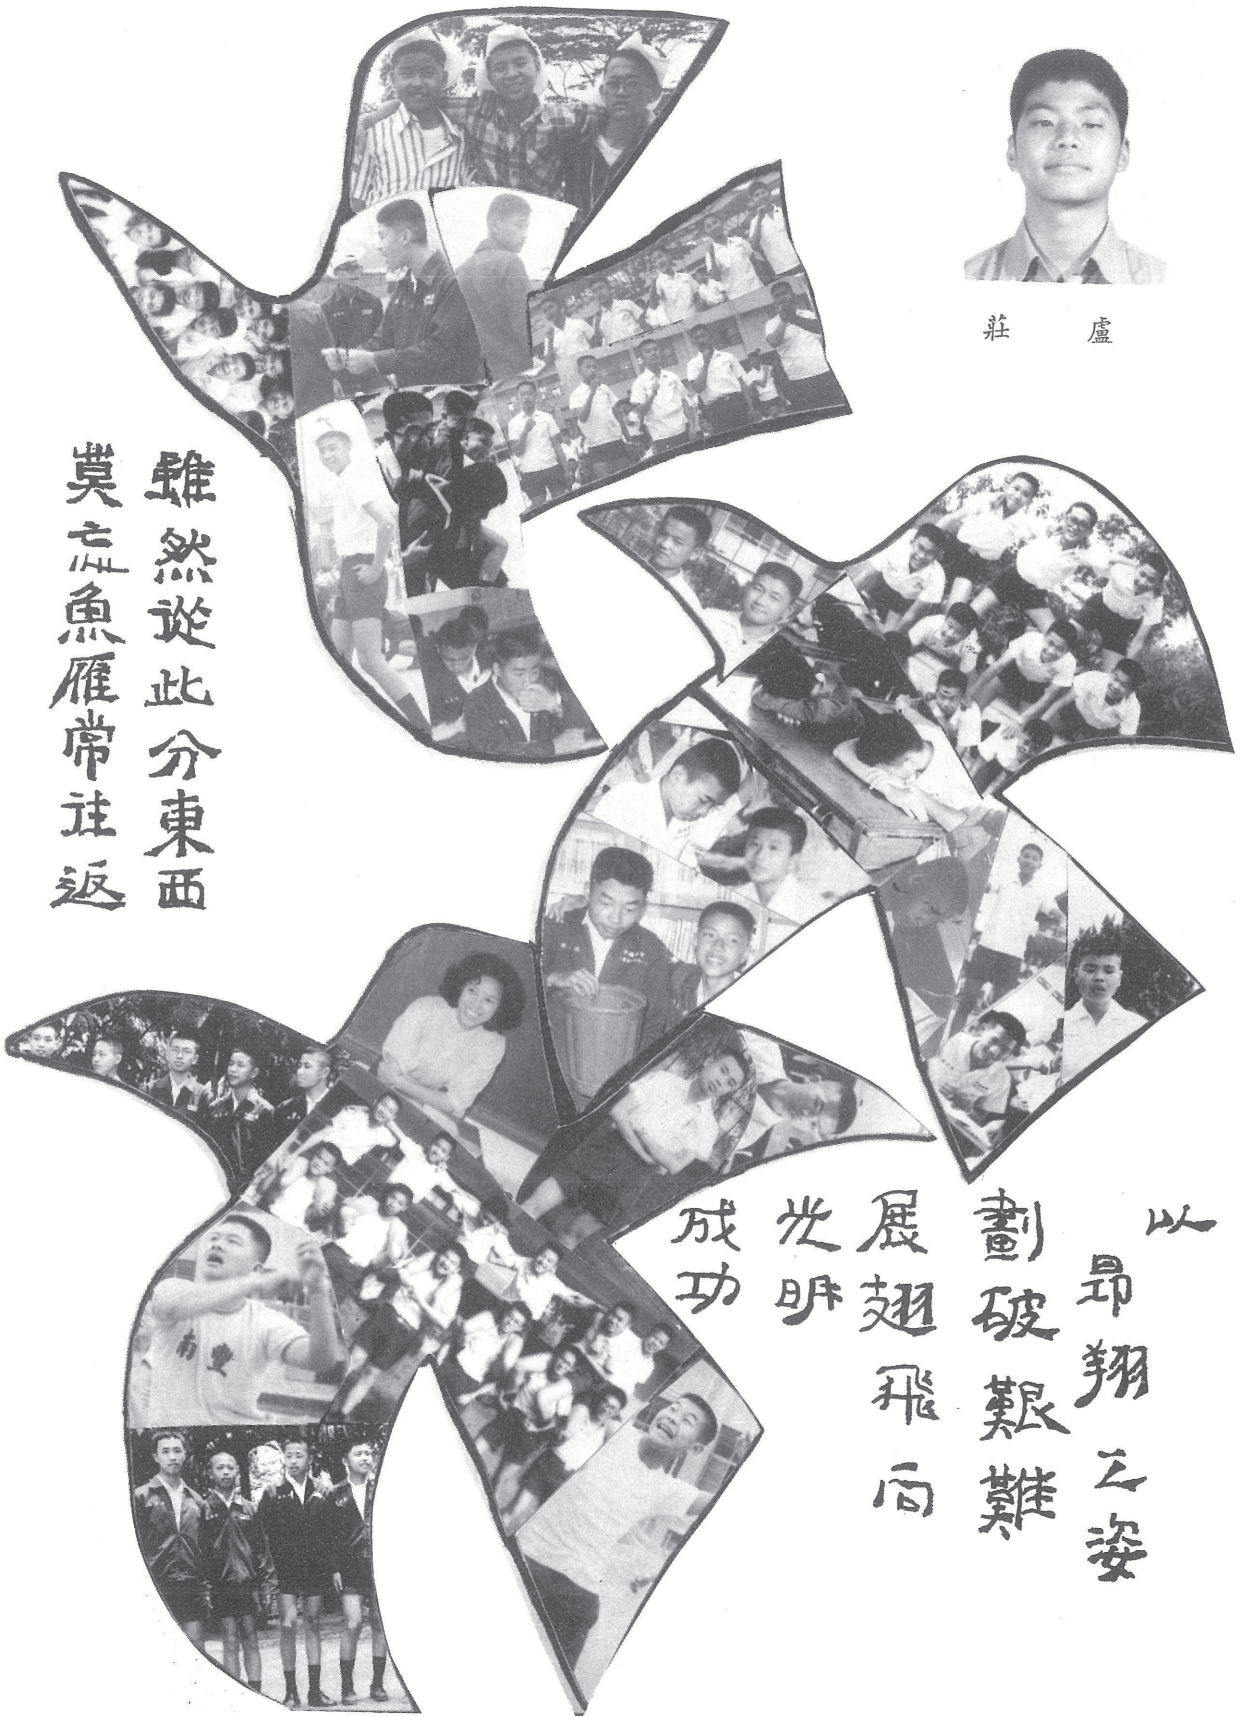 盧莊
雖然從此分東西
莫忘魚雁常往返
以
昂翔之姿
劃破艱難
展翅飛向
光明
成功
南豐